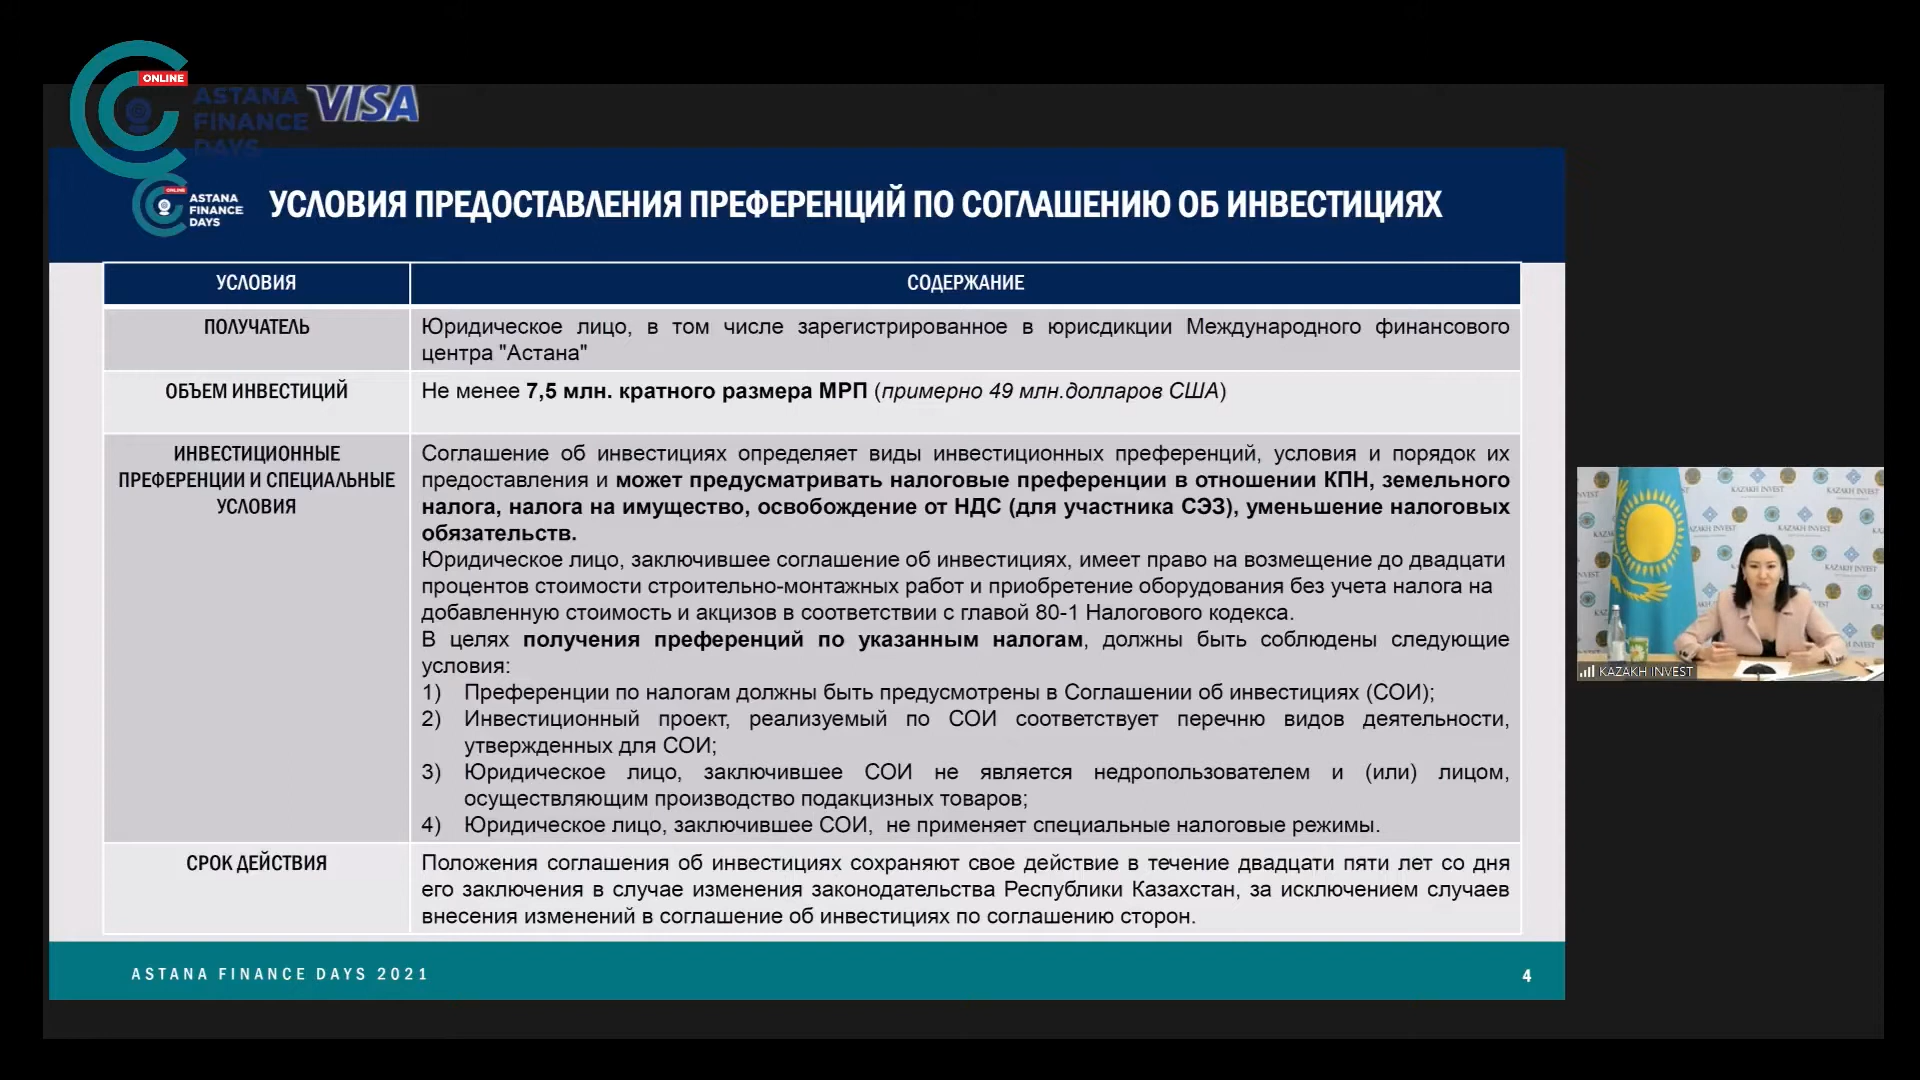 ONLINE
ASTANA
FINANCE
DAYS
VISA
ONLINE
ASTANA
FINANCE
DAYS
УСЛОВИЯ ПРЕДОСТАВЛЕНИЯ ПРЕФЕРЕНЦИЙ ПО СОГЛАШЕНИЮ ОБ ИНВЕСТИЦИЯХ
УСЛОВИЯ
СОДЕРЖАНИЕ
ПОЛУЧАТЕЛЬ
Юридическое лицо, в том числе зарегистрированное в юрисдикции Международного финансового
центра "Астана"
ОБЪЕМ ИНВЕСТИЦИЙ
Не менее 7,5 млн. кратного размера МРП (примерно 49 млн.долларов США)
ИНВЕСТИЦИОННЫЕ
ПРЕФЕРЕНЦИИ И СПЕЦИАЛЬНЫЕ
УСЛОВИЯ
Соглашение об инвестициях определяет виды инвестиционных преференций, условия и порядок их
предоставления и может предусматривать налоговые преференции в отношении КПН, земельного
налога, налога на имущество, освобождение от НДС (для участника СЭЗ), уменьшение налоговых
обязательств.
Юридическое лицо, заключившее соглашение об инвестициях, имеет право на возмещение до двадцати
процентов стоимости строительно-монтажных работ и приобретение оборудования без учета налога на
добавленную стоимость и акцизов в соответствии с главой 80-1 Налогового кодекса.
В целях получения преференций по указанным налогам, должны быть соблюдены следующие
условия:
1) Преференции по налогам должны быть предусмотрены в Соглашении об инвестициях (СОИ);
2) Инвестиционный проект, реализуемый по СОИ соответствует перечню видов деятельности,
утвержденных для СОИ;
3) Юридическое лицо, заключившее СОИ не является недропользователем и (или) лицом,
осуществляющим производство подакцизных товаров;
4) Юридическое лицо, заключившее СОИ, не применяет специальные налоговые режимы.
СРОК ДЕЙСТВИЯ
Положения соглашения об инвестициях сохраняют свое действие в течение двадцати пяти лет со дня
его заключения в случае изменения законодательства Республики Казахстан, за исключением случаев
внесения изменений в соглашение об инвестициях по соглашению сторон.
ASTANA FINANCE DAYS 2021
4
KAZAKH INVEST
KAZAKH INVEST
KAZAKH INVEST
KAZAKH INVEST